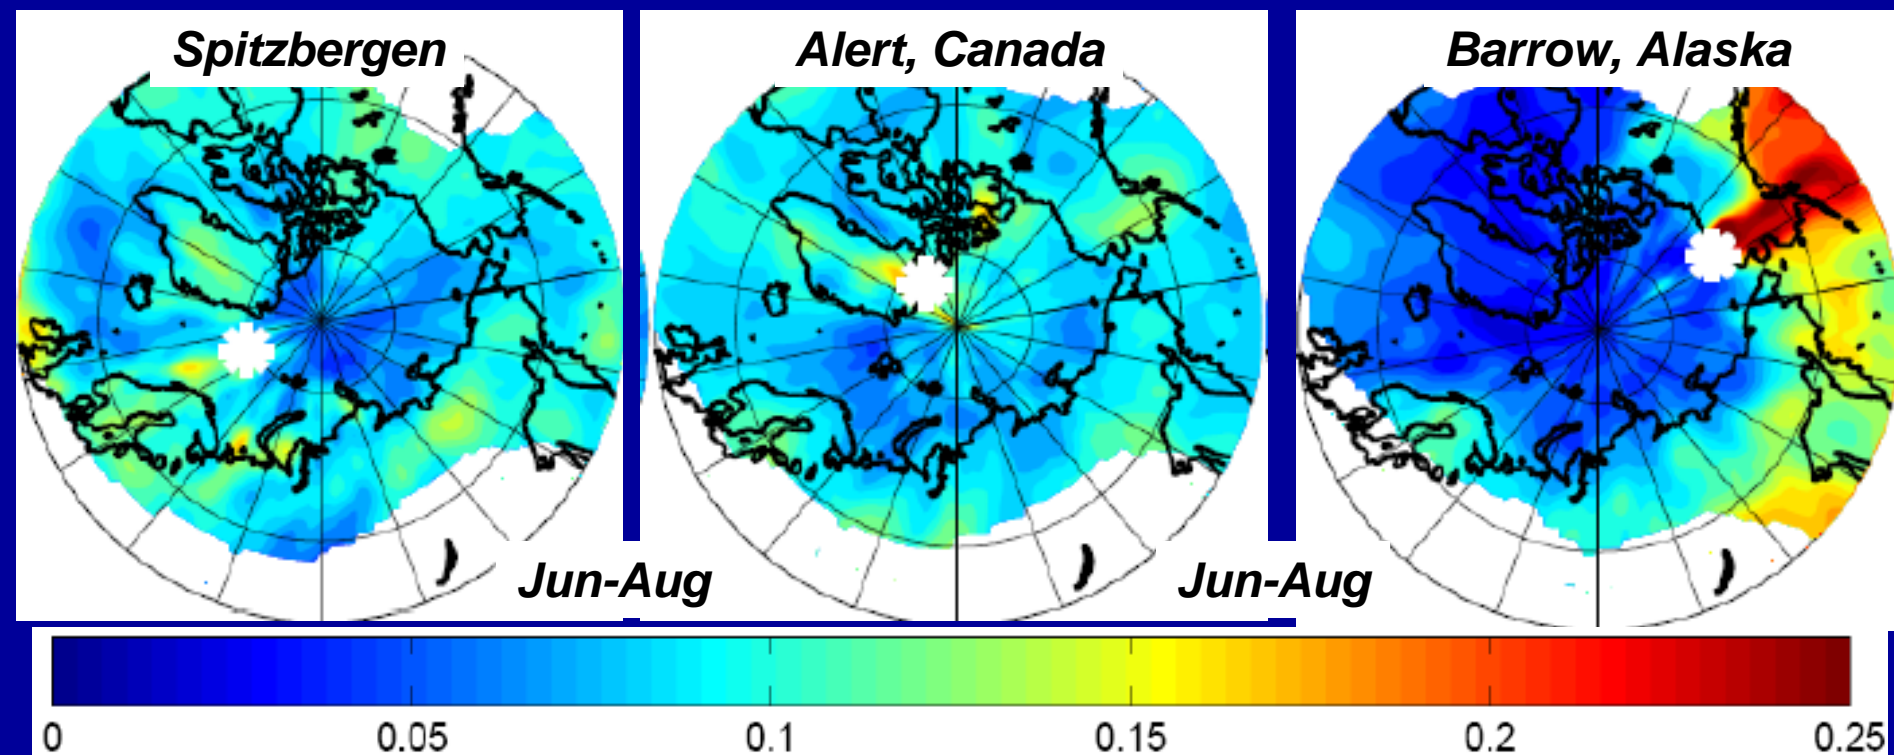 Spitzbergen
Alert, Canada
Barrow, Alaska
Jun-Aug
Jun-Aug
0 0.05 0.1 0.15 0.2 0.25